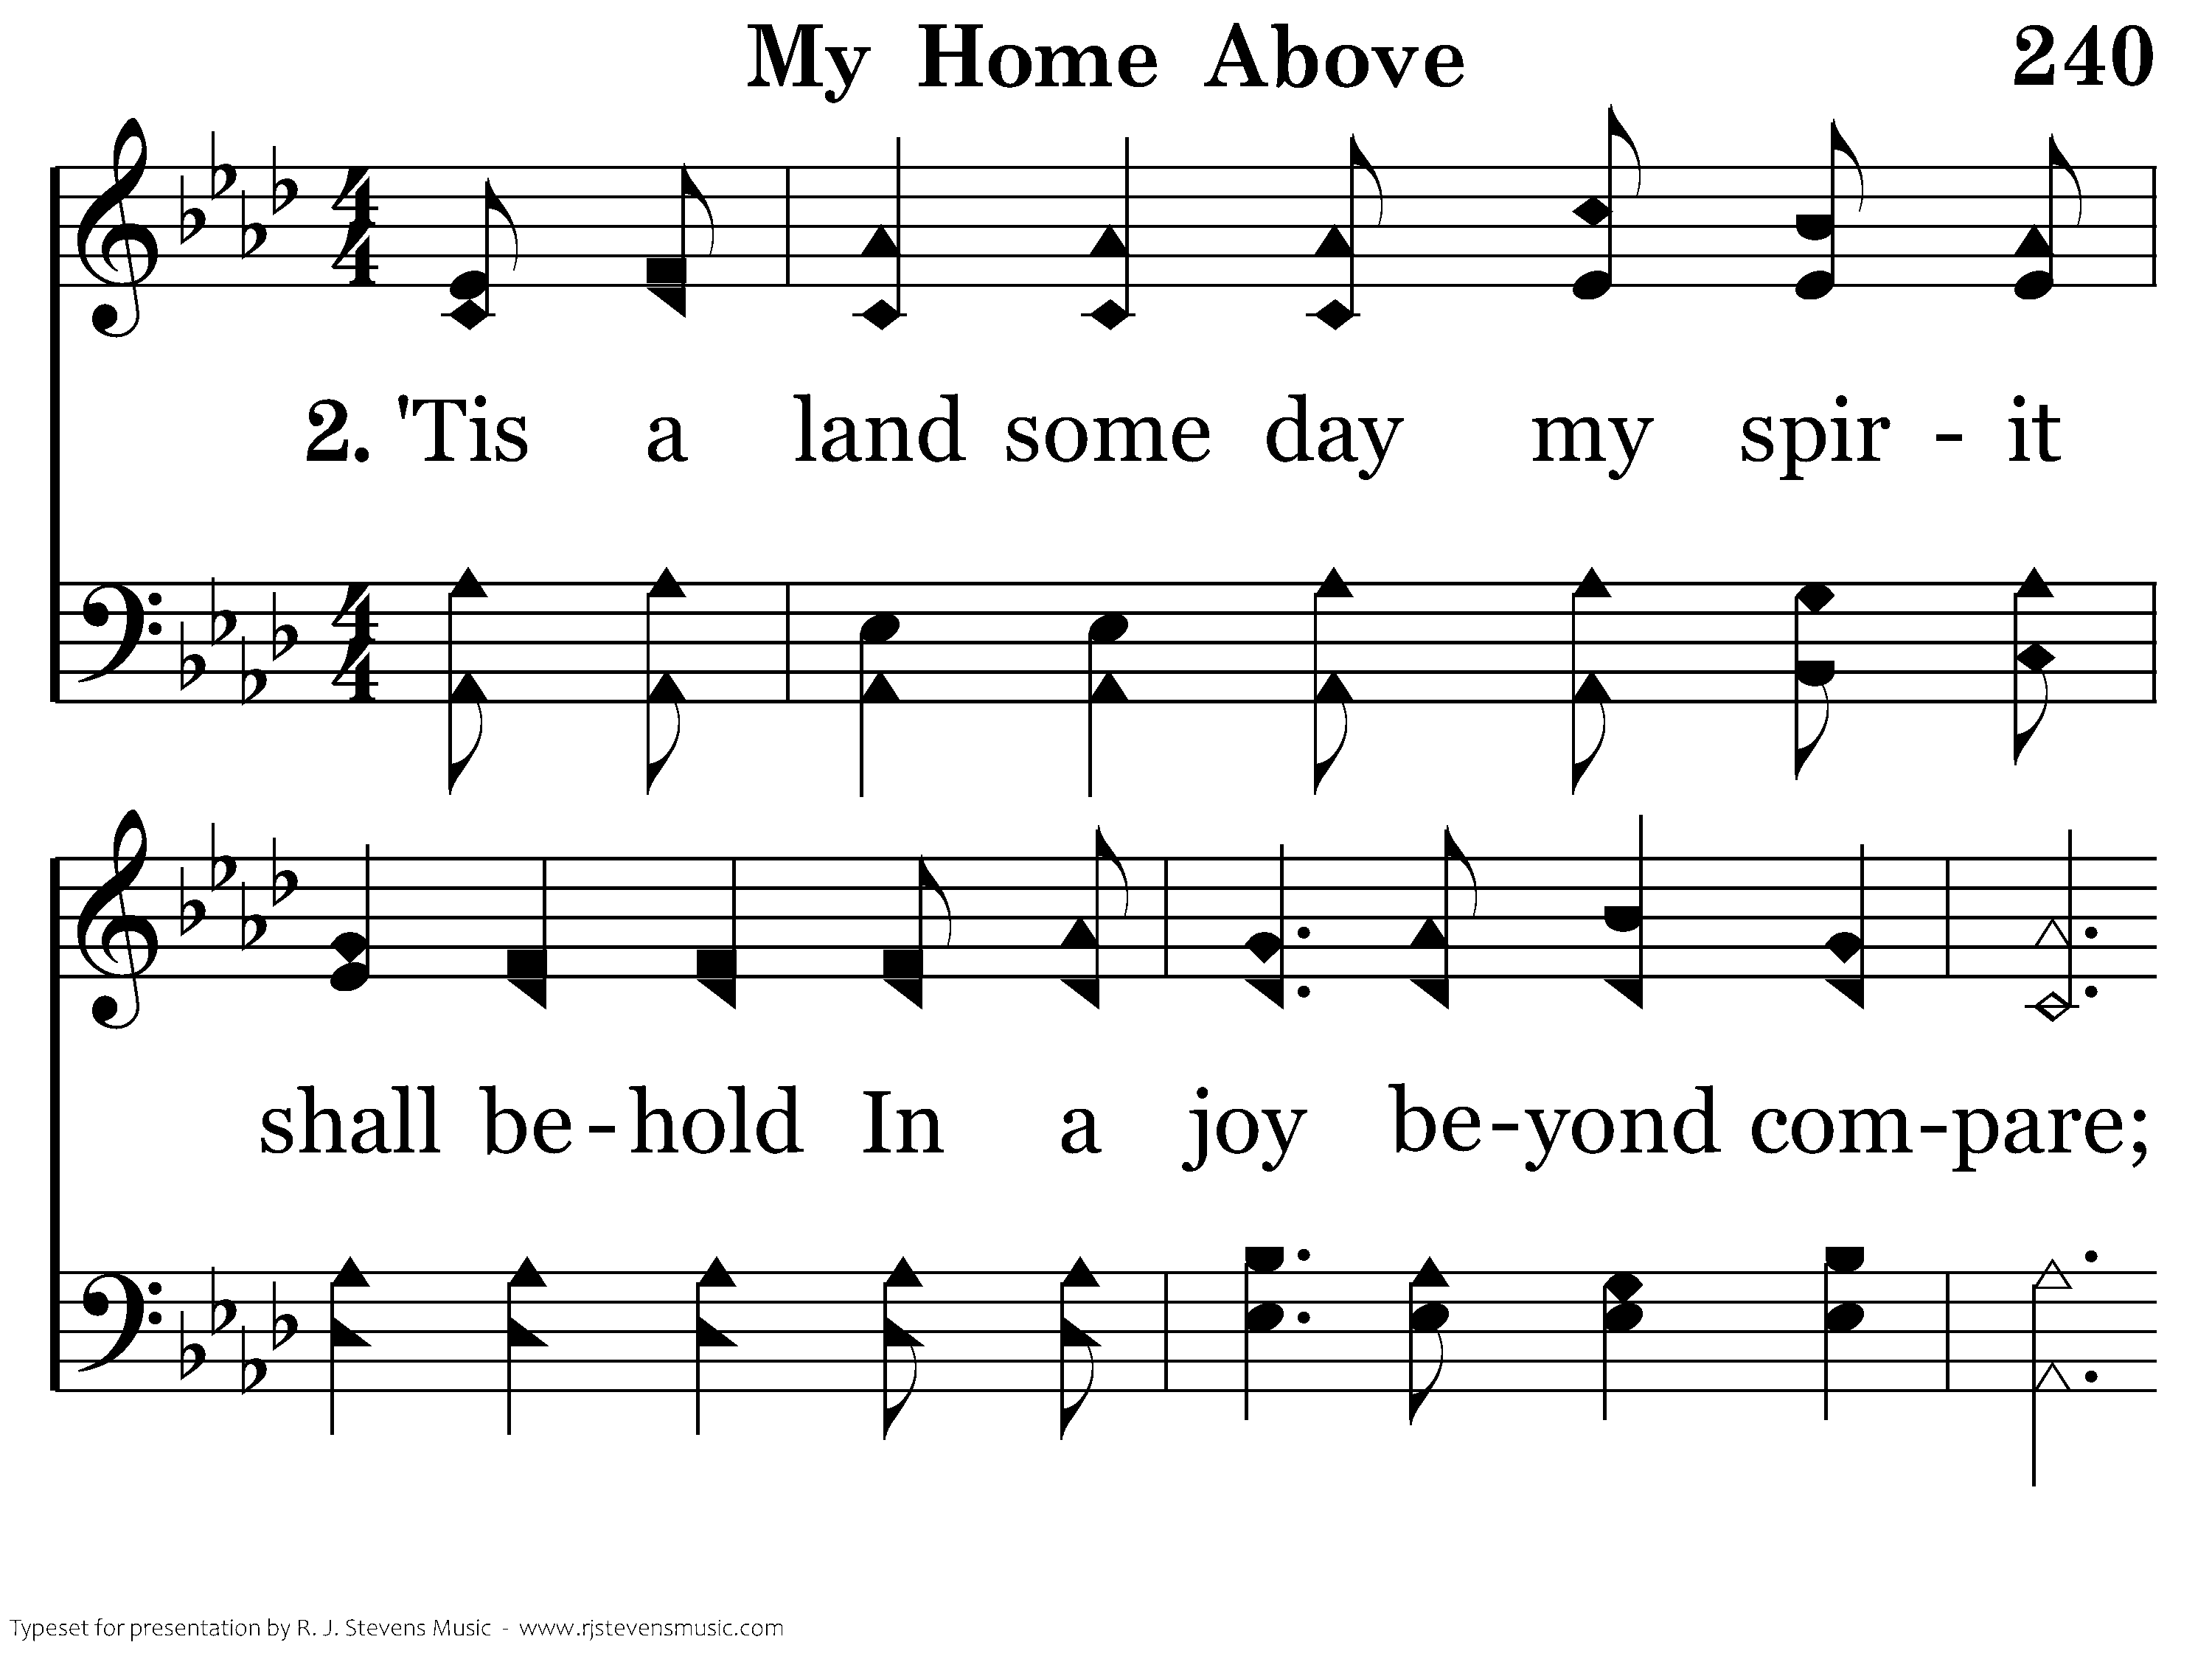 My Home Above 240
2. 'Tis a land some day my spir - it
shall be - hold In a joy be-yond com-pare;
Typeset for presentation by R. J. Stevens Music - www.rjstevensmusic.com